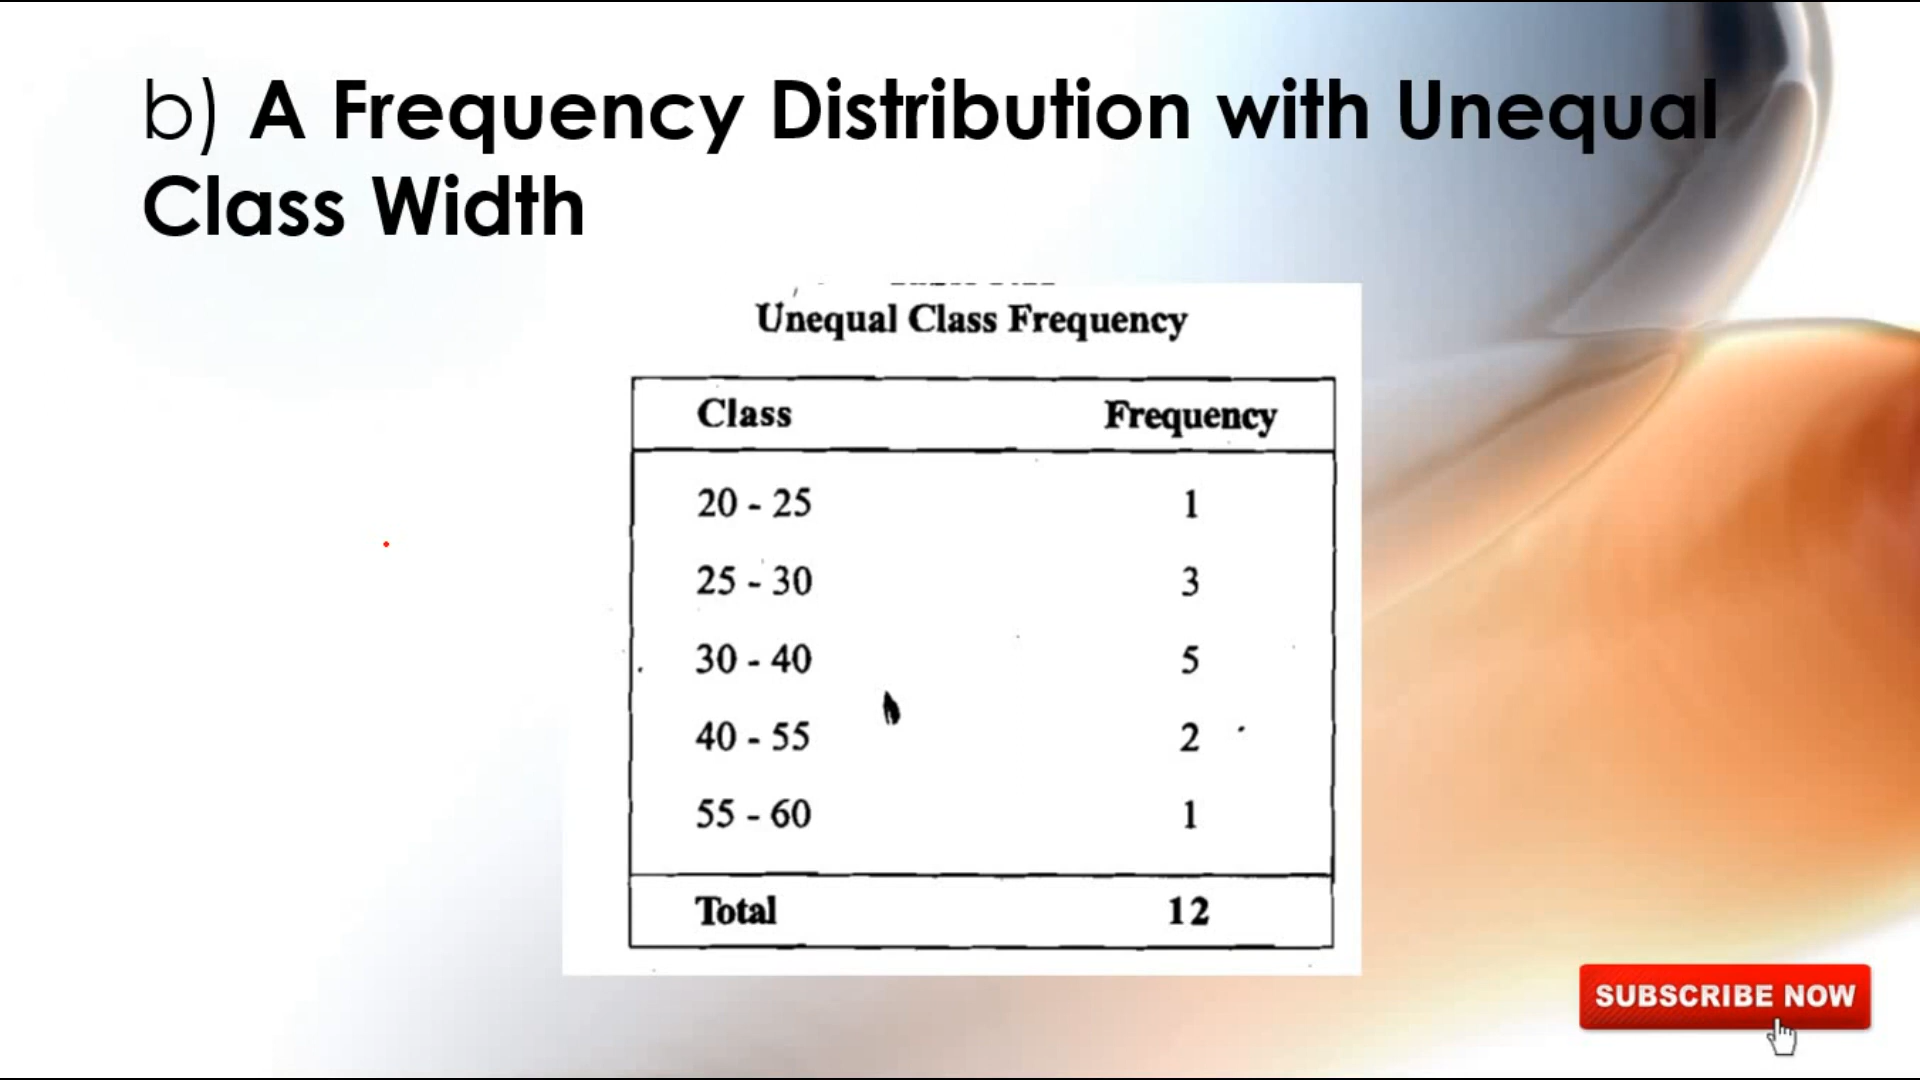 b) A Frequency Distribution with Unequal
Class Width
Unequal Class Frequency
Class Frequency
20 - 25 1
25 - 30 3
30 - 40 5
40 - 55 2
55 - 60 1
Total 12
SUBSCRIBE NOW